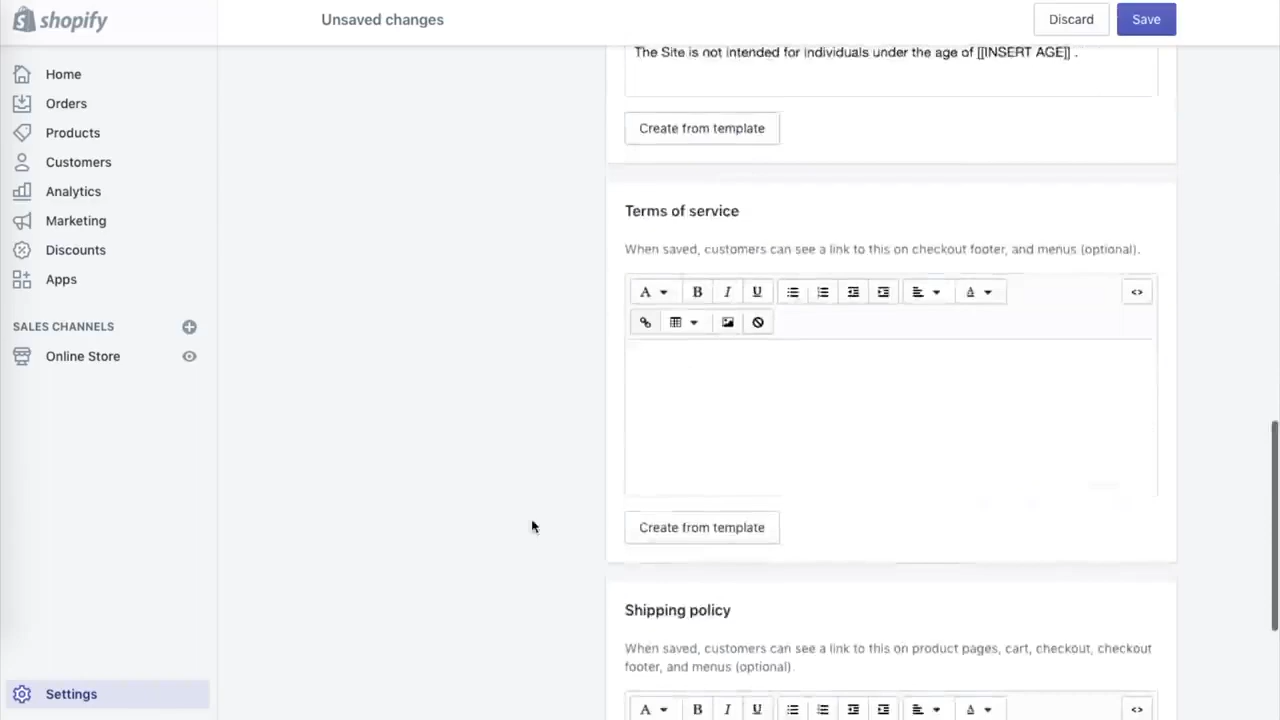 shopify
Unsaved changes
Discard
Save
Home
Orders
Products
Customers
Analytics
Marketing
Discounts
Apps
SALES CHANNELS
Online Store
Settings
The Site is not intended for individuals under the age of [[INSERT AGE]] .
Create from template
Terms of service
When saved, customers can see a link to this on checkout footer, and menus (optional).
A B I U A <>
Create from template
Shipping policy
When saved, customers can see a link to this on product pages, cart, checkout, checkout
footer, and menus (optional).
A B I U A <>